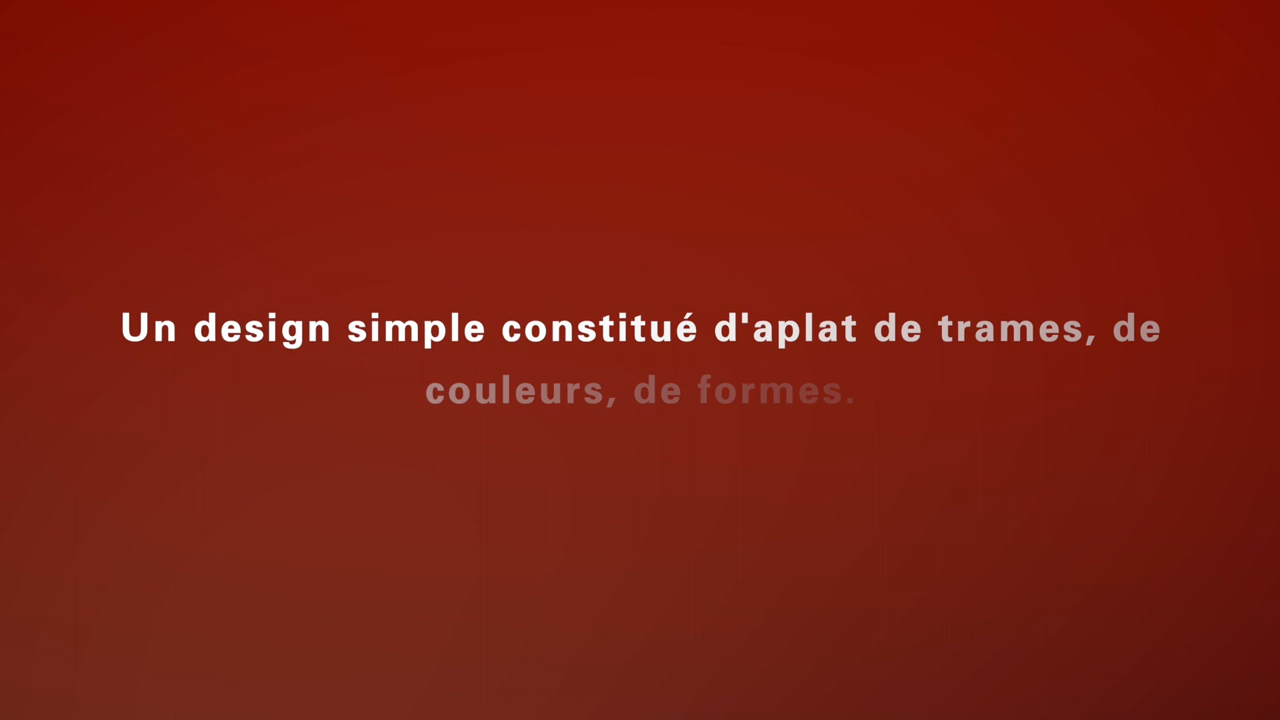 Un design simple constitué d'aplat de trames, de
couleurs, de formes.